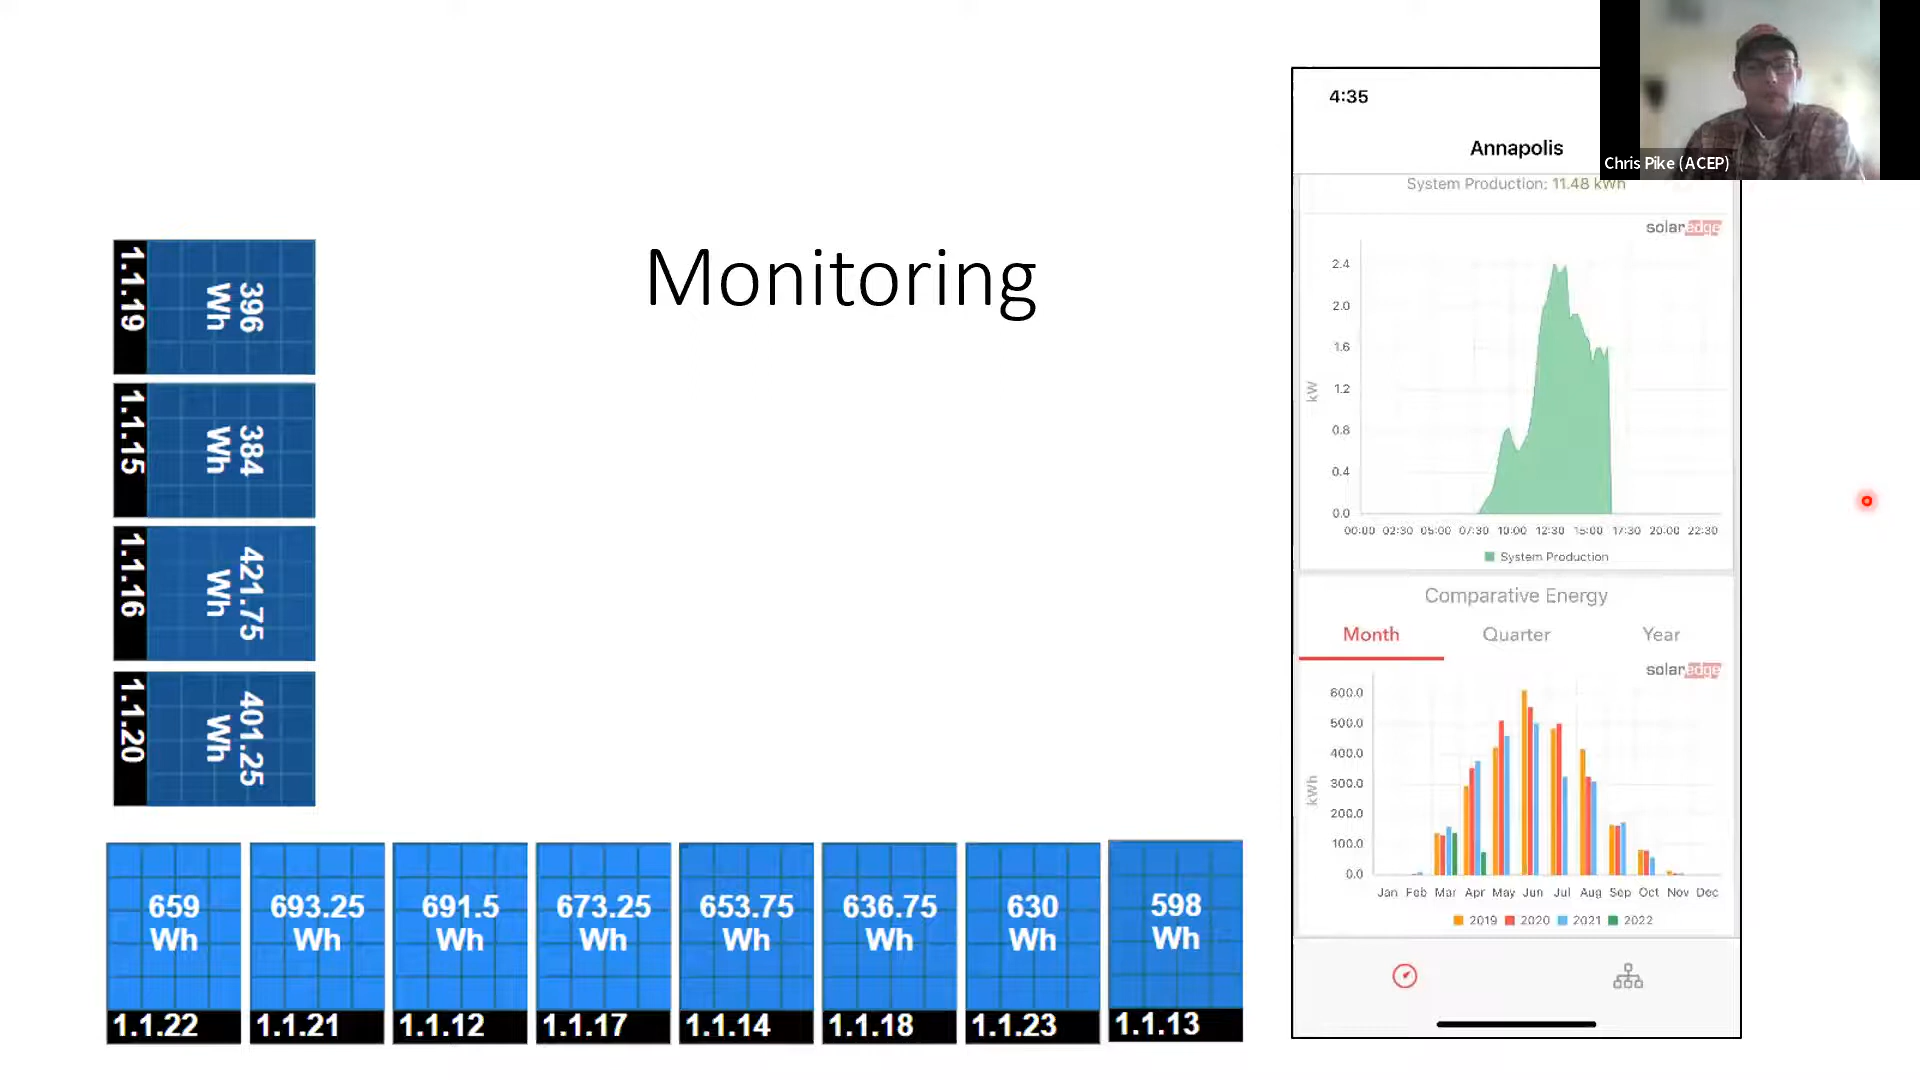 Monitoring
1.1.19
396
Wh
1.1.15
384
Wh
1.1.16
421.75
Wh
1.1.20
401.25
Wh
659
Wh
1.1.22
693.25
Wh
1.1.21
691.5
Wh
1.1.12
673.25
Wh
1.1.17
653.75
Wh
1.1.14
636.75
Wh
1.1.18
630
Wh
1.1.23
598
Wh
1.1.13
4:35
Annapolis
System Production: 11.48 kWh
solaredge
kW
2.4
2.0
1.6
1.2
0.8
0.4
0.0
00:00 02:30 05:00 07:30 10:00 12:30 15:00 17:30 20:00 22:30
System Production
Comparative Energy
Month Quarter Year
solaredge
kWh
600.0
500.0
400.0
300.0
200.0
100.0
0.0
Jan Feb Mar Apr May Jun Jul Aug Sep Oct Nov Dec
2019 2020 2021 2022
Chris Pike (ACEP)